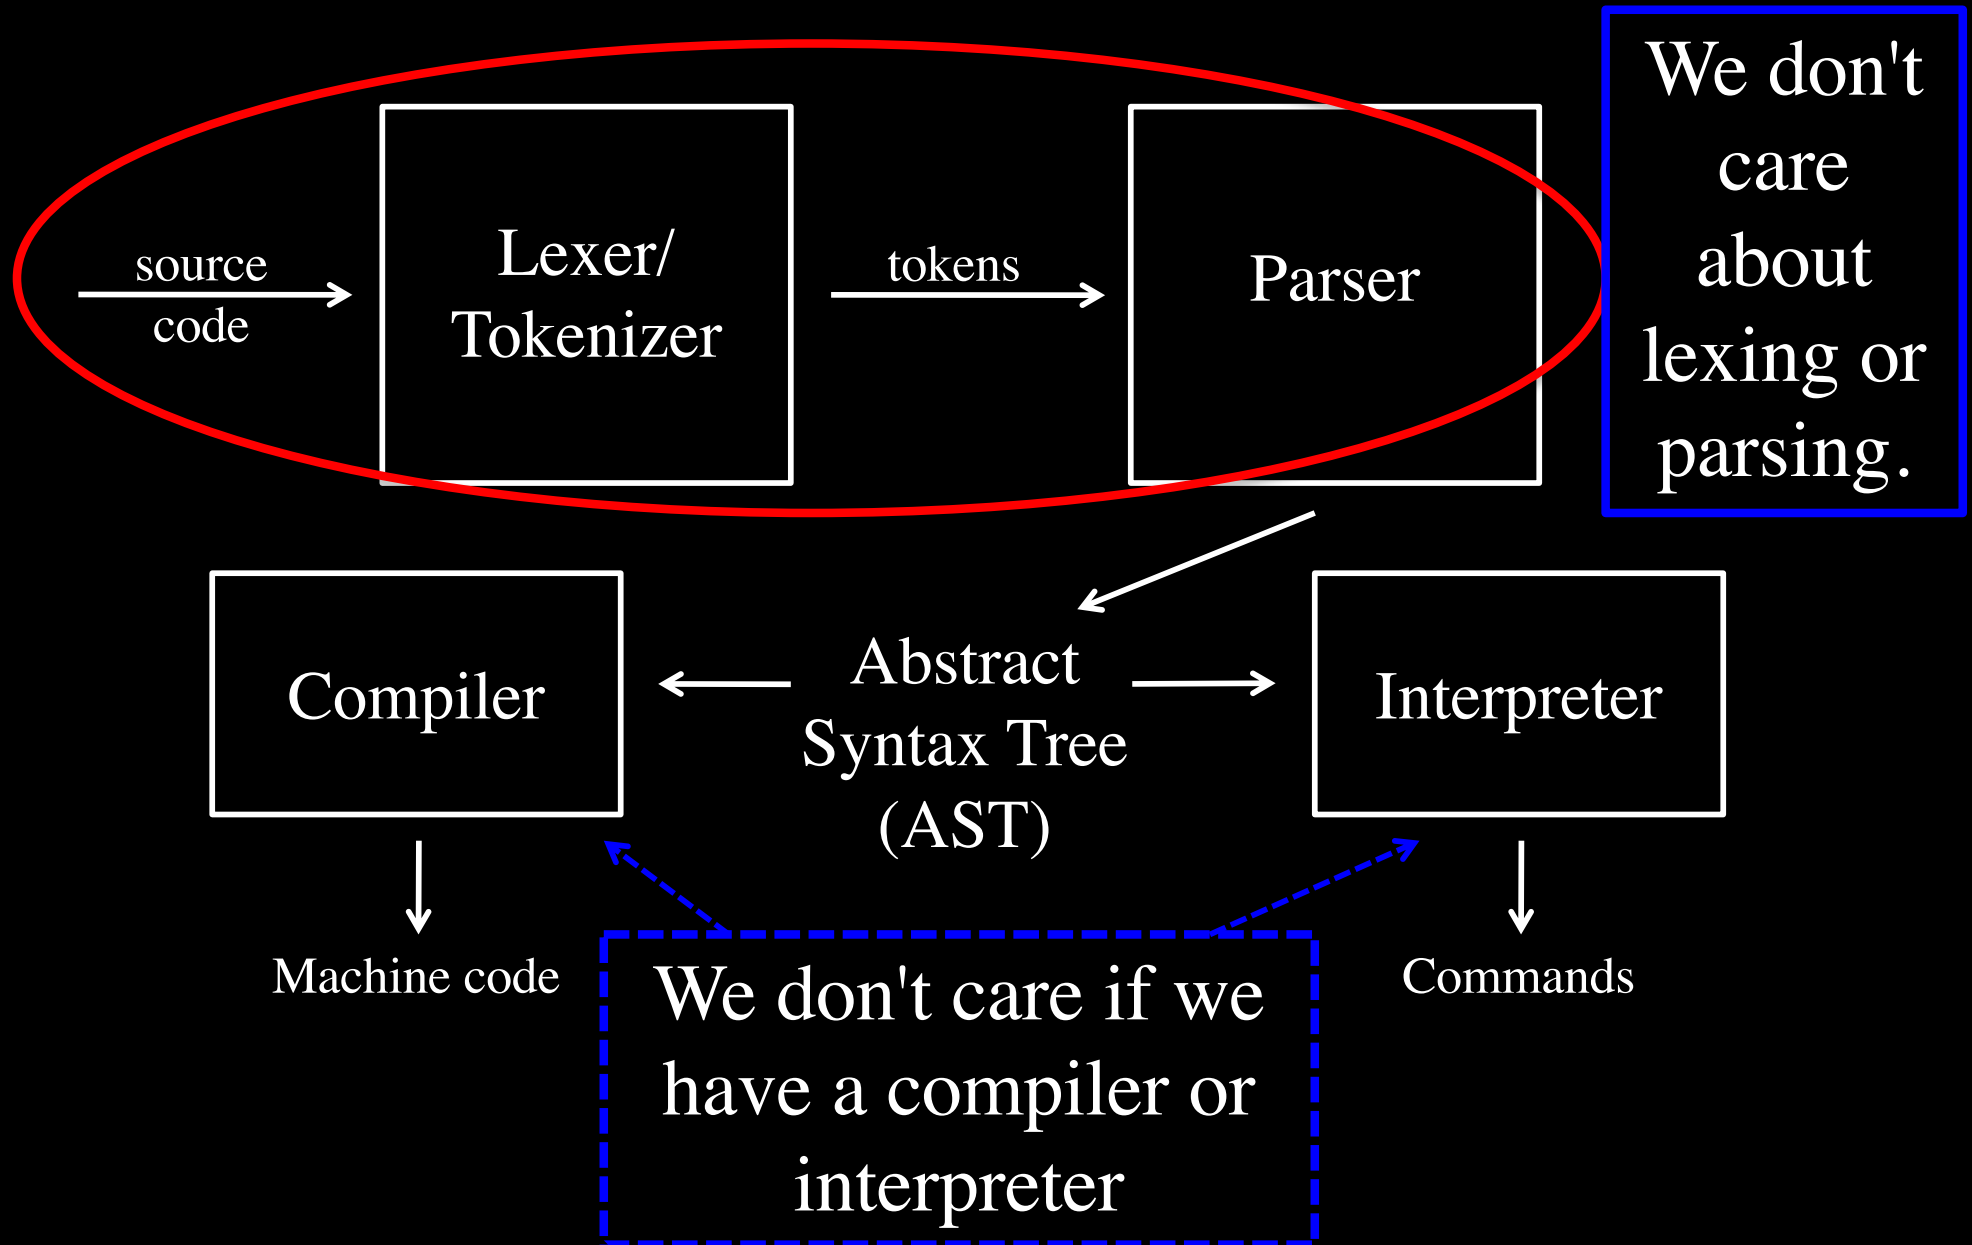 source
code
Lexer/
Tokenizer
tokens
Parser
We don't
care
about
lexing or
parsing.
Compiler
Abstract
Syntax Tree
(AST)
Interpreter
Machine code
We don't care if we
have a compiler or
interpreter
Commands